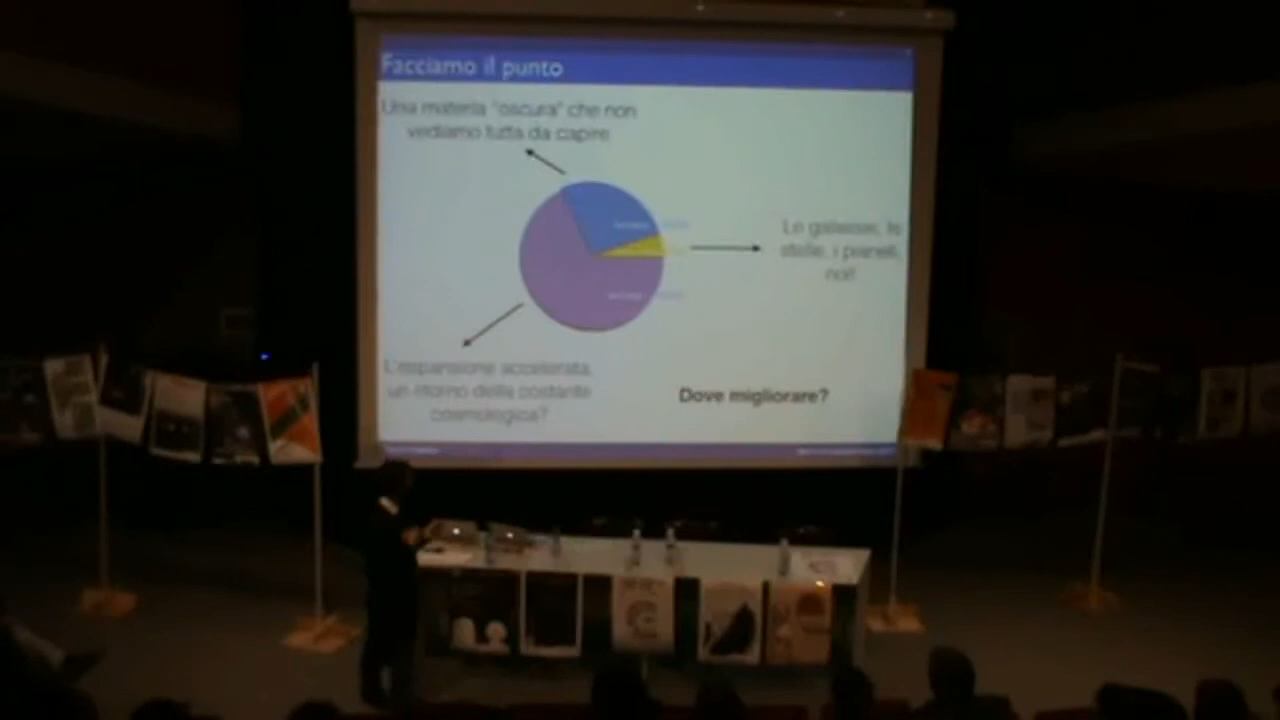 Facciamo il punto
Una materia "oscura" che non
vediamo tutta da capire
Le galassie, le
stelle, i pianeti,
noi!
L'espansione accelerata,
un ritorno della costante
cosmologica?
Dove migliorare?